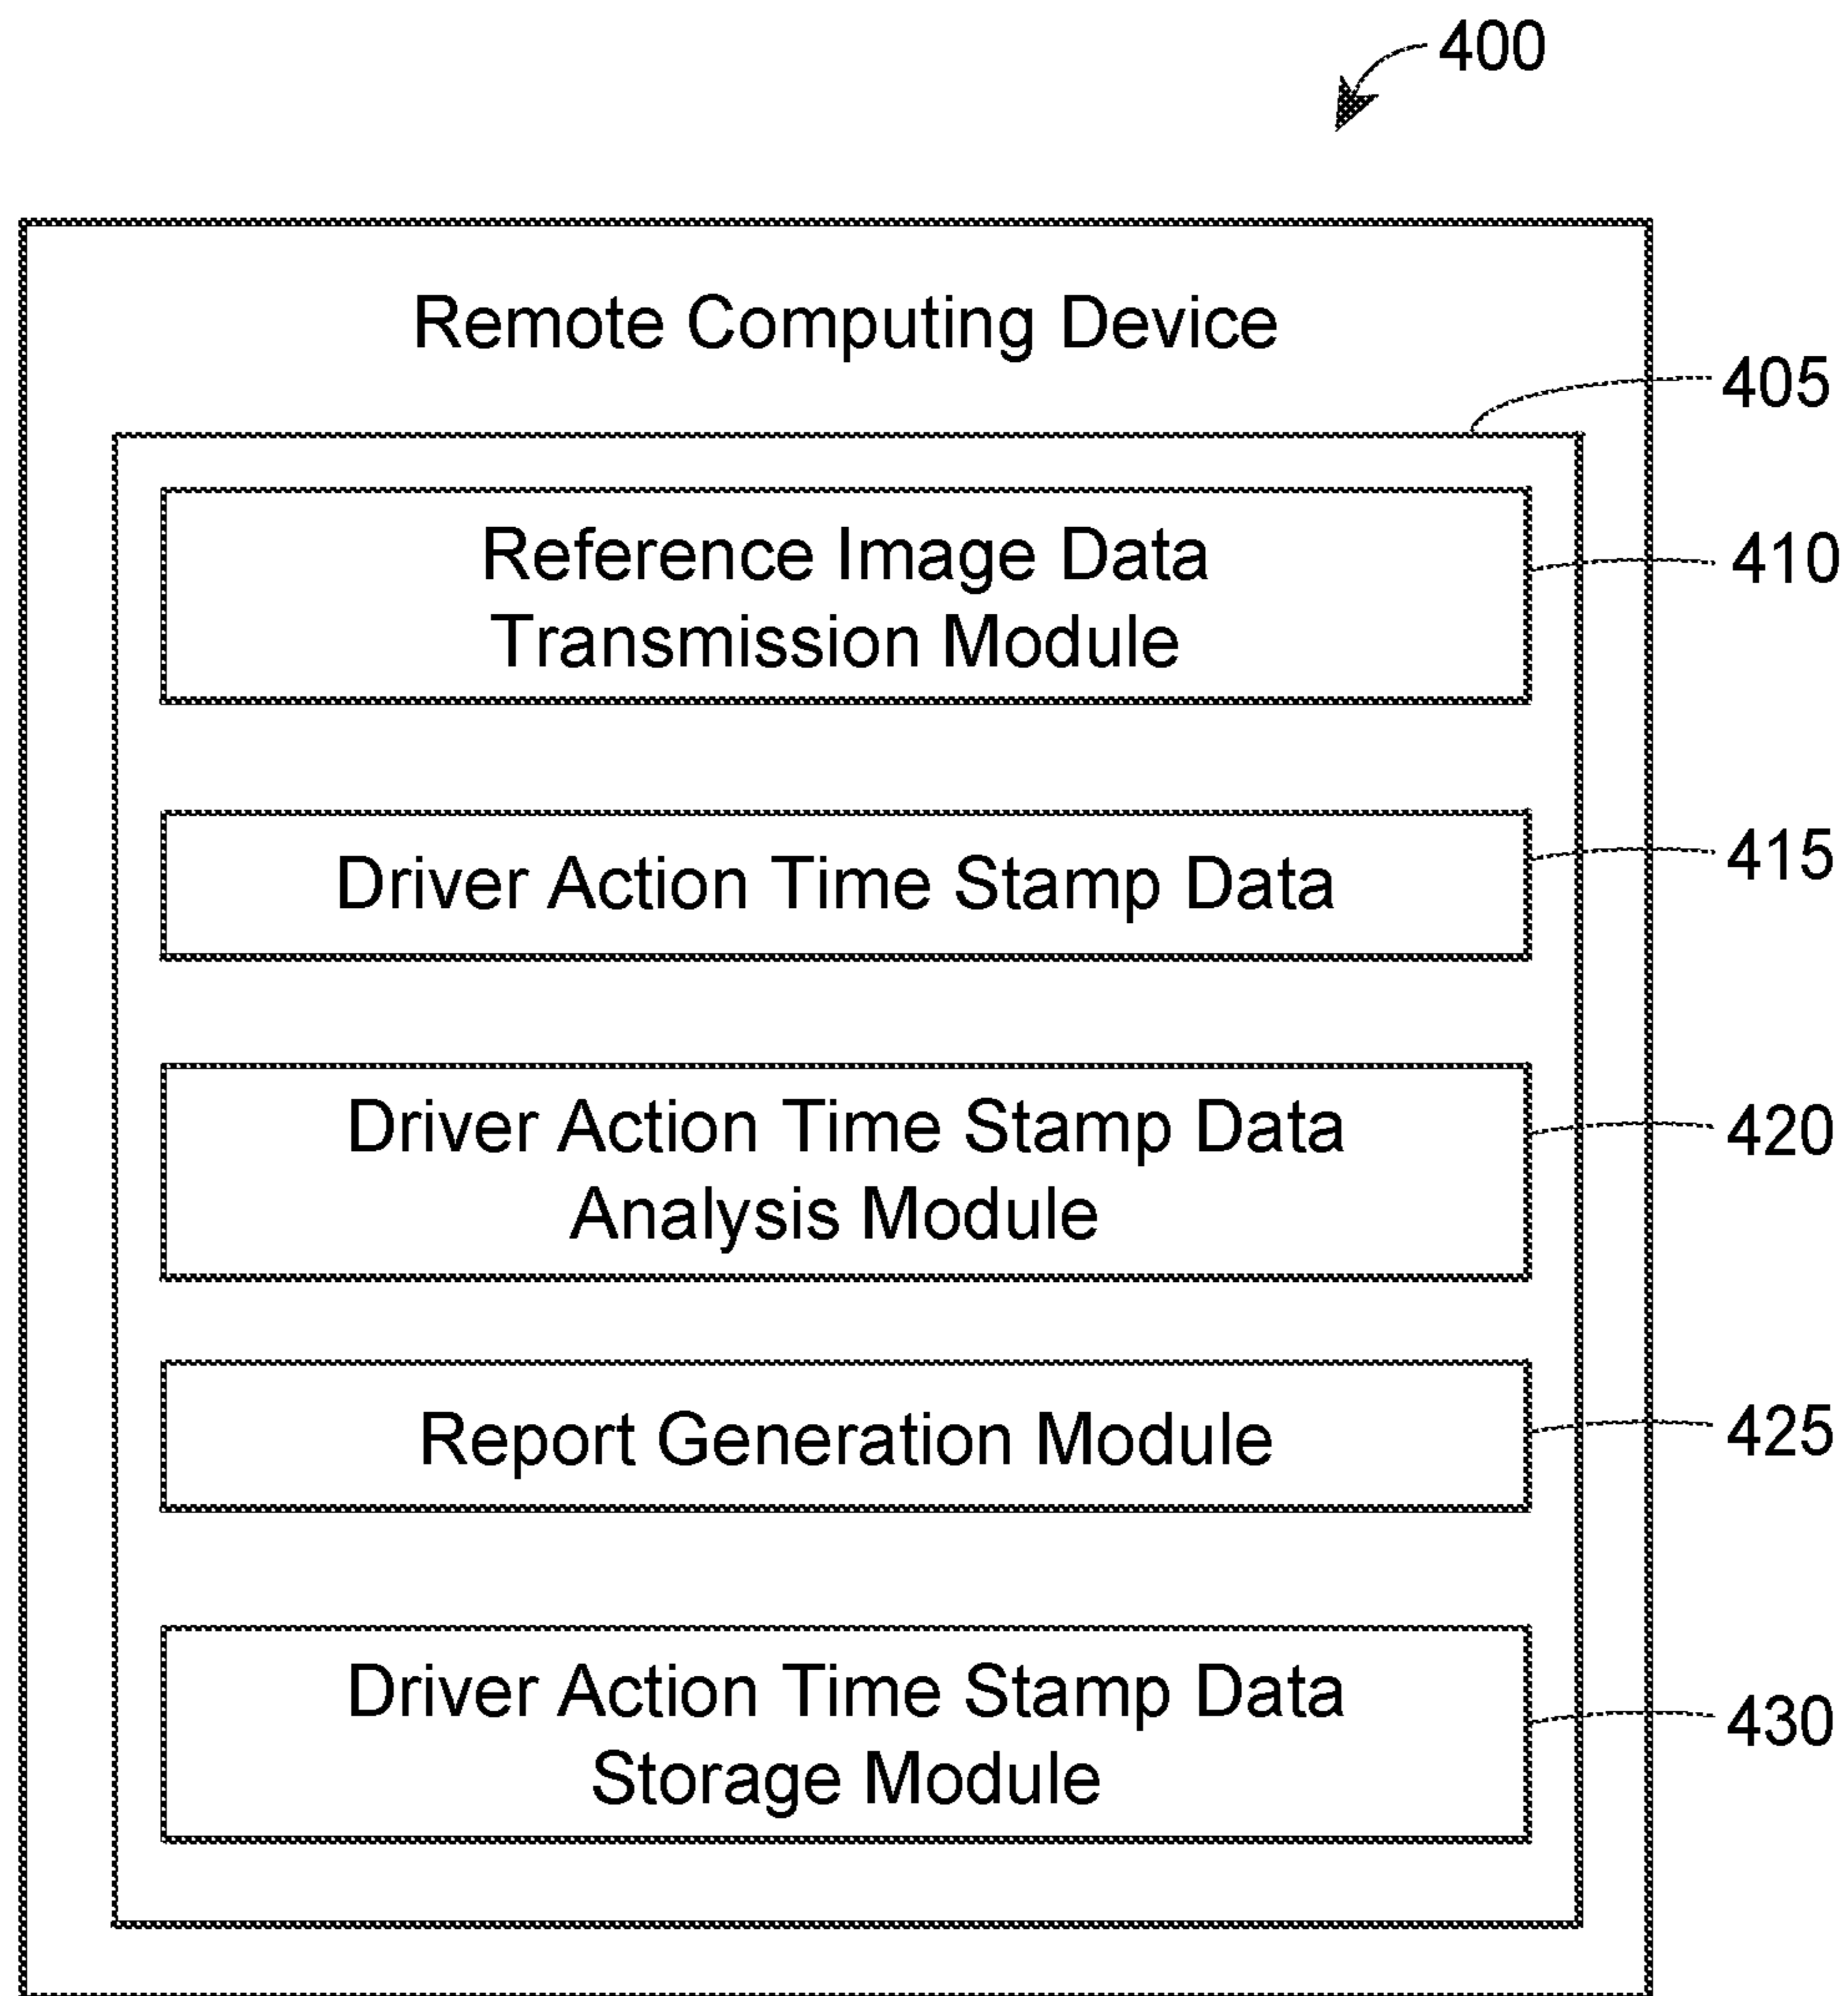 400
Remote Computing Device
405
Reference Image Data
Transmission Module
410
Driver Action Time Stamp Data
415
Driver Action Time Stamp Data
Analysis Module
420
Report Generation Module
425
Driver Action Time Stamp Data
Storage Module
430